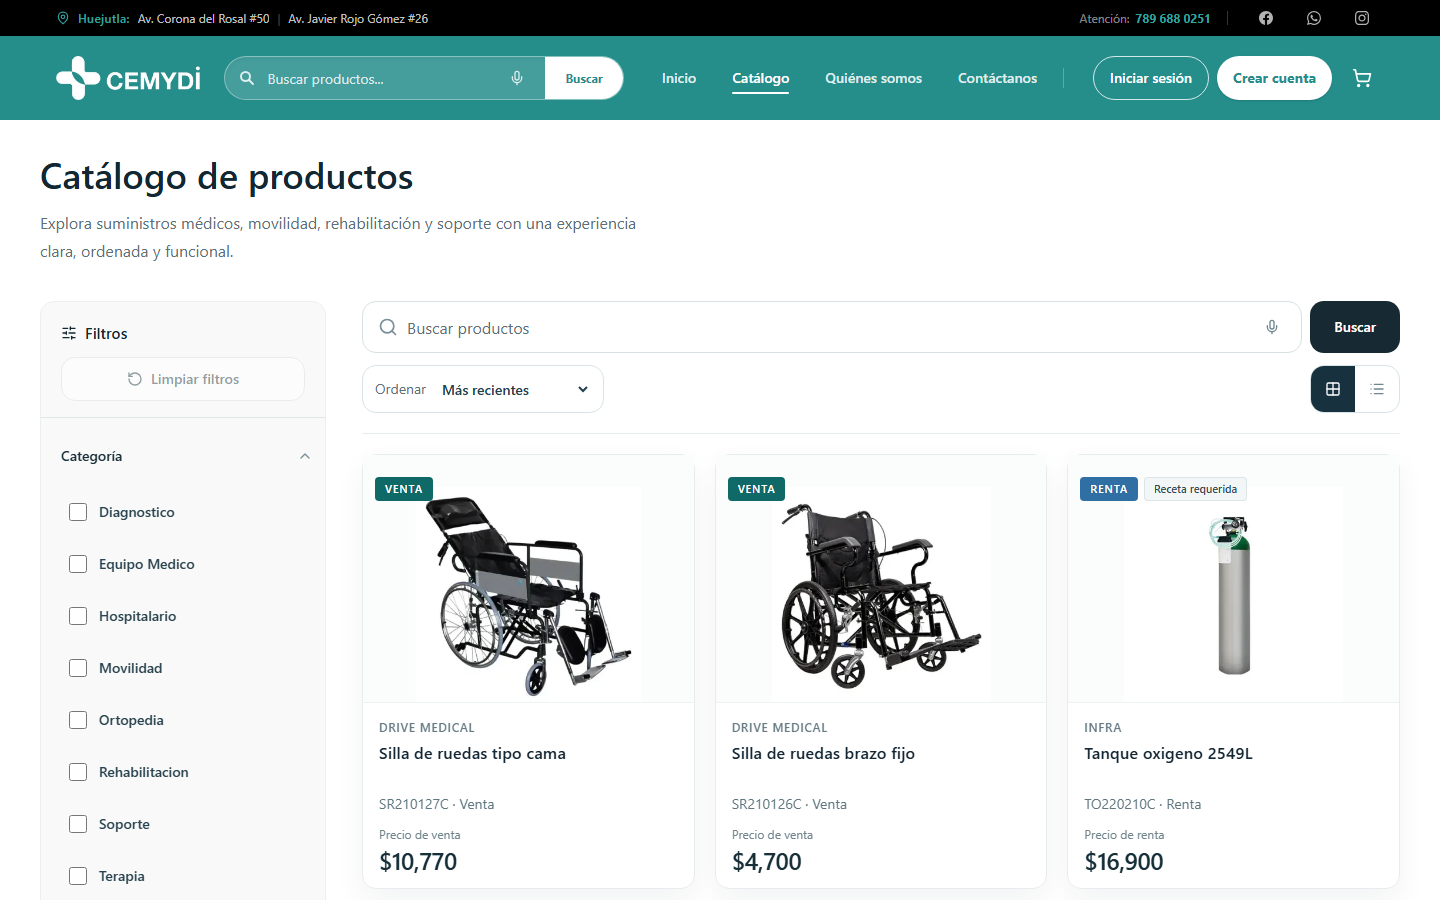 Huejutla: Av. Corona del Rosal #50 | Av. Javier Rojo Gómez #26
Atención: 789 688 0251
CEMYDi
Buscar productos...
Buscar
Inicio
Catálogo
Quiénes somos
Contáctanos
Iniciar sesión
Crear cuenta
Catálogo de productos
Explora suministros médicos, movilidad, rehabilitación y soporte con una experiencia
clara, ordenada y funcional.
Filtros
Limpiar filtros
Categoría
Diagnostico
Equipo Medico
Hospitalario
Movilidad
Ortopedia
Rehabilitacion
Soporte
Terapia
Buscar productos
Buscar
Ordenar Más recientes
VENTA
DRIVE MEDICAL
Silla de ruedas tipo cama
SR210127C · Venta
Precio de venta
$10,770
VENTA
DRIVE MEDICAL
Silla de ruedas brazo fijo
SR210126C · Venta
Precio de venta
$4,700
RENTA Receta requerida
INFRA
Tanque oxigeno 2549L
TO220210C · Renta
Precio de renta
$16,900